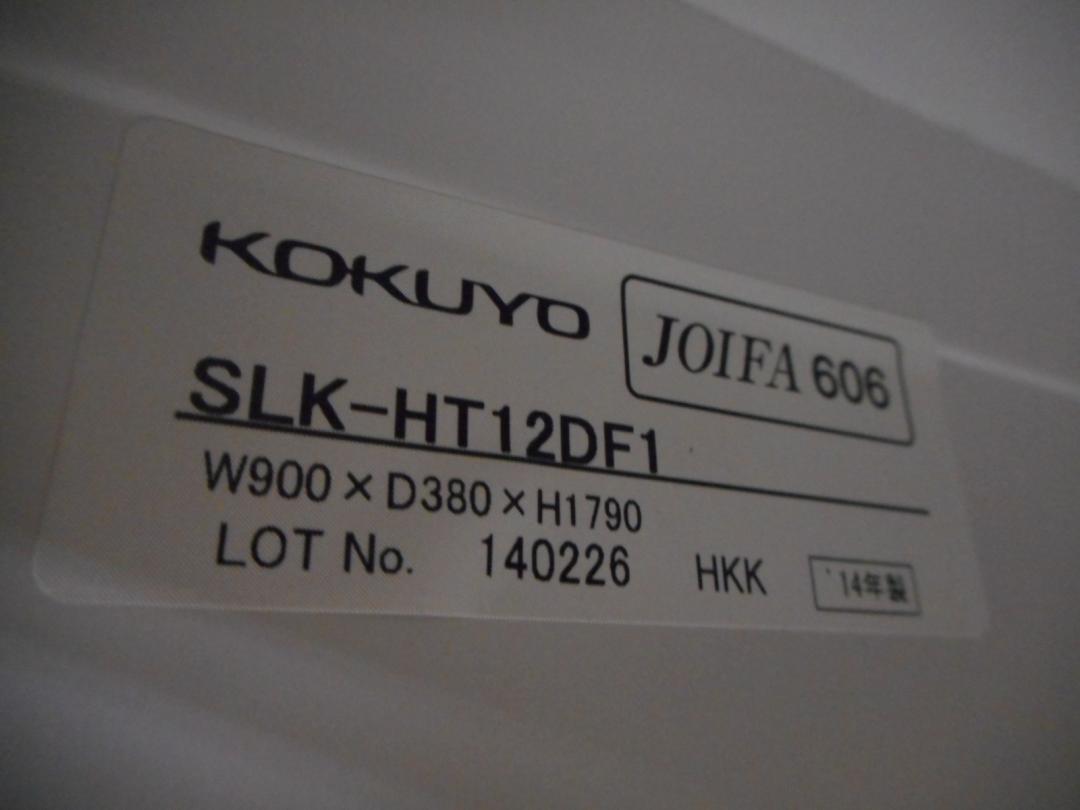 KOKUYO
JOIFA 606
SLK-HT12DF1
W900×D380×H1790
LOT No. 140226 HKK '14年製